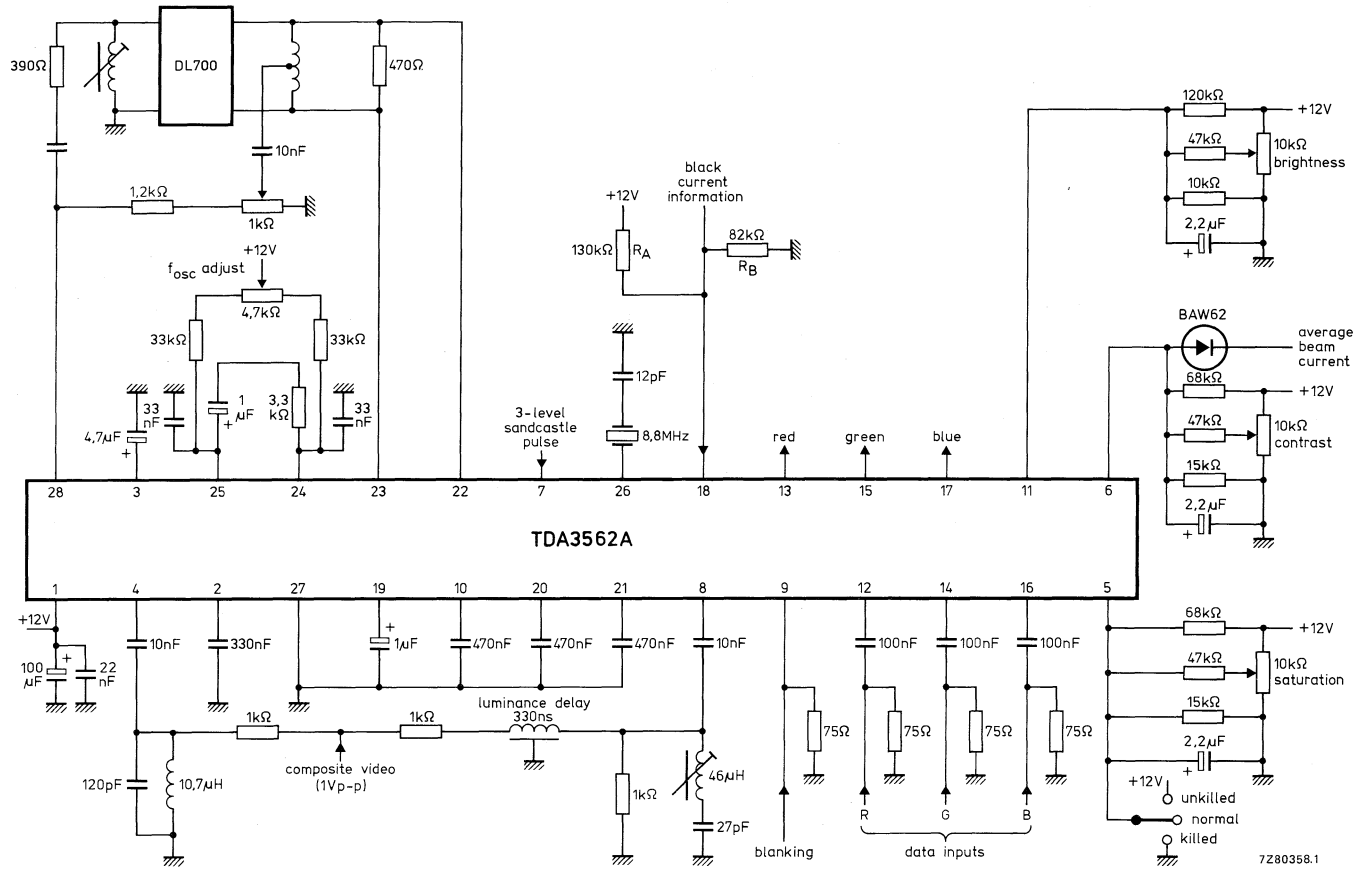 390Ω
DL700
470Ω
10nF
1,2kΩ
1kΩ
+12V
fosc adjust
4,7kΩ
33kΩ
33kΩ
33
nF
1
µF
+
3,3
kΩ
33
nF
4,7µF
+
3-level
sandcastle
pulse
+12V
130kΩ
RA
black
current
information
82kΩ
RB
12pF
8,8MHz
red
green
blue
120kΩ
+12V
47kΩ
10kΩ
brightness
10kΩ
2,2µF
+
BAW62
average
beam
current
68kΩ
+12V
47kΩ
10kΩ
contrast
15kΩ
2,2µF
+
28 3 25 24 23 22 7 26 18 13 15 17 11 6
TDA3562A
1 4 2 27 19 10 20 21 8 9 12 14 16 5
+12V
100
µF
+
22
nF
10nF
330nF
+
1µF
470nF
470nF
470nF
10nF
100nF
100nF
100nF
68kΩ
+12V
47kΩ
10kΩ
saturation
15kΩ
2,2µF
+
luminance delay
330ns
1kΩ
1kΩ
composite video
(1Vp-p)
120pF
10,7µH
1kΩ
46µH
27pF
75Ω
75Ω
75Ω
75Ω
blanking
R
G
B
data inputs
+12V
unkilled
normal
killed
7Z80358.1